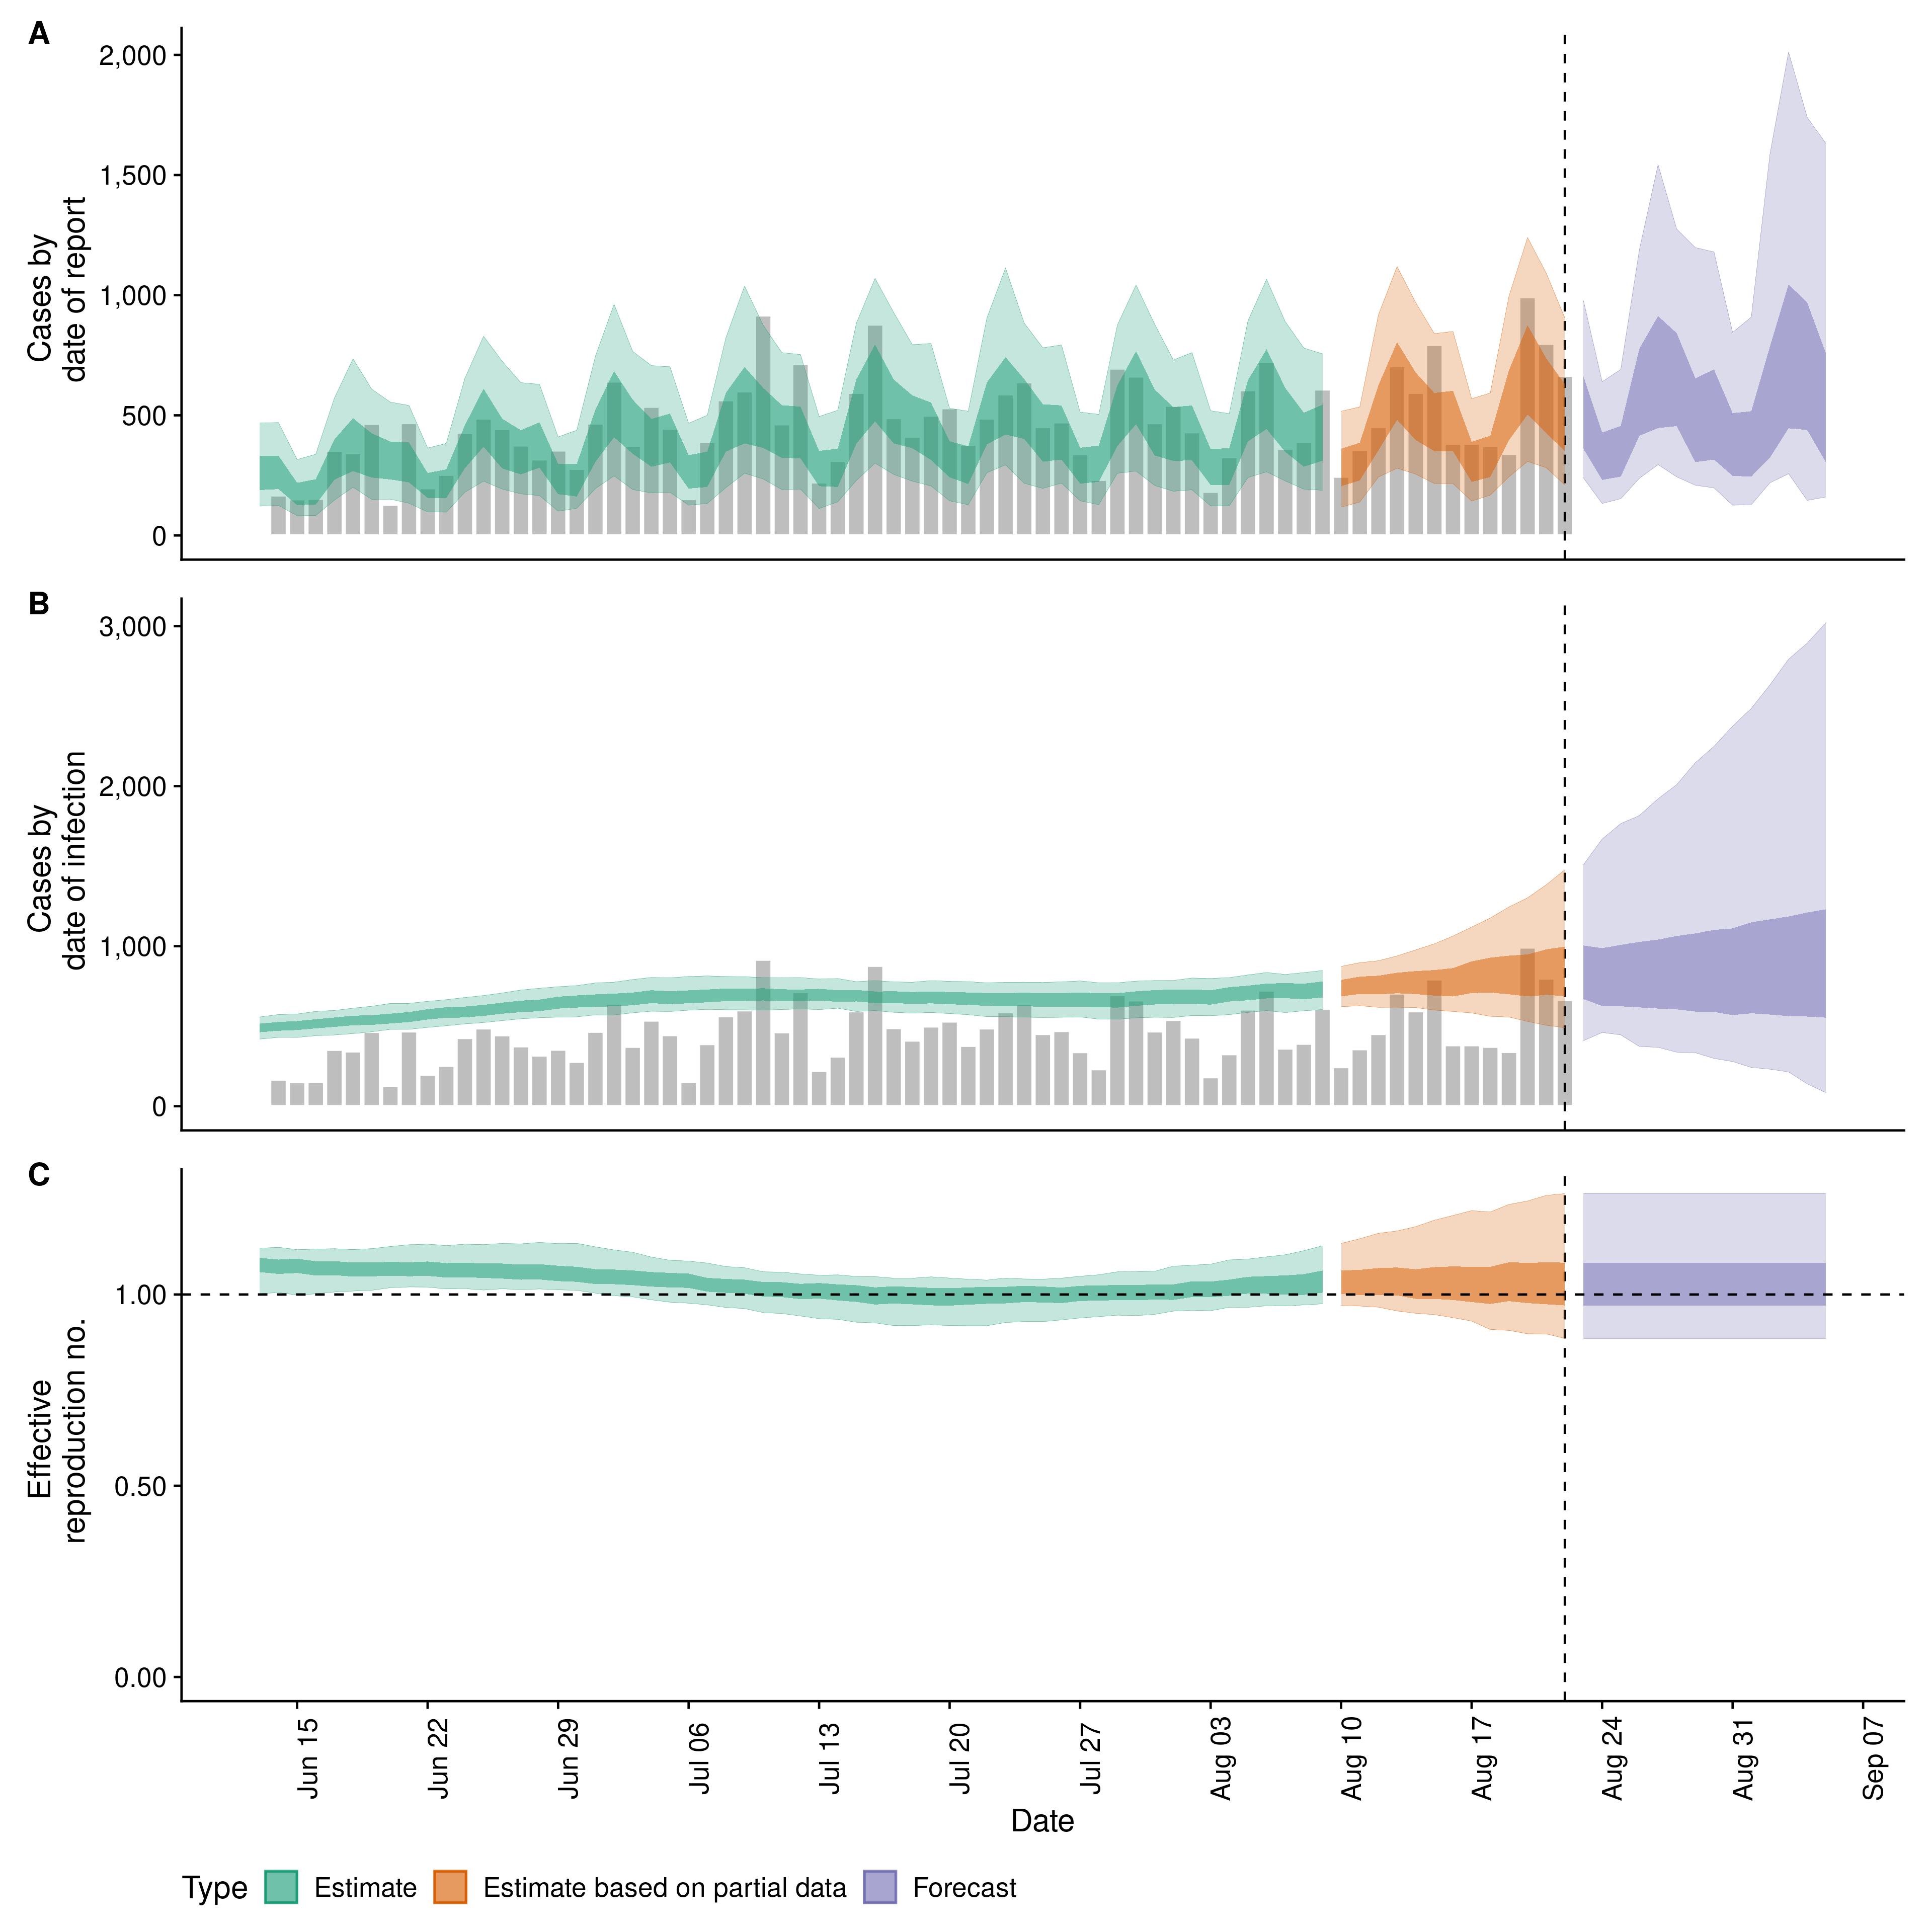 A
2,000
1,500
1,000
500
0
Cases by
date of report
B
3,000
2,000
1,000
0
Cases by
date of infection
C
1.00
0.50
0.00
Effective
reproduction no.
Jun 15
Jun 22
Jun 29
Jul 06
Jul 13
Jul 20
Jul 27
Aug 03
Aug 10
Aug 17
Aug 24
Aug 31
Sep 07
Date
Type Estimate Estimate based on partial data Forecast